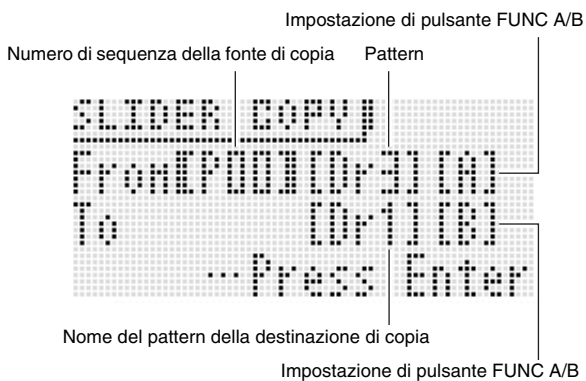 Impostazione di pulsante FUNC A/B
Numero di sequenza della fonte di copia Pattern
SLIDER COPY
From[P00][Dr3][A]
To [Dr1][B]
...Press Enter
Nome del pattern della destinazione di copia
Impostazione di pulsante FUNC A/B